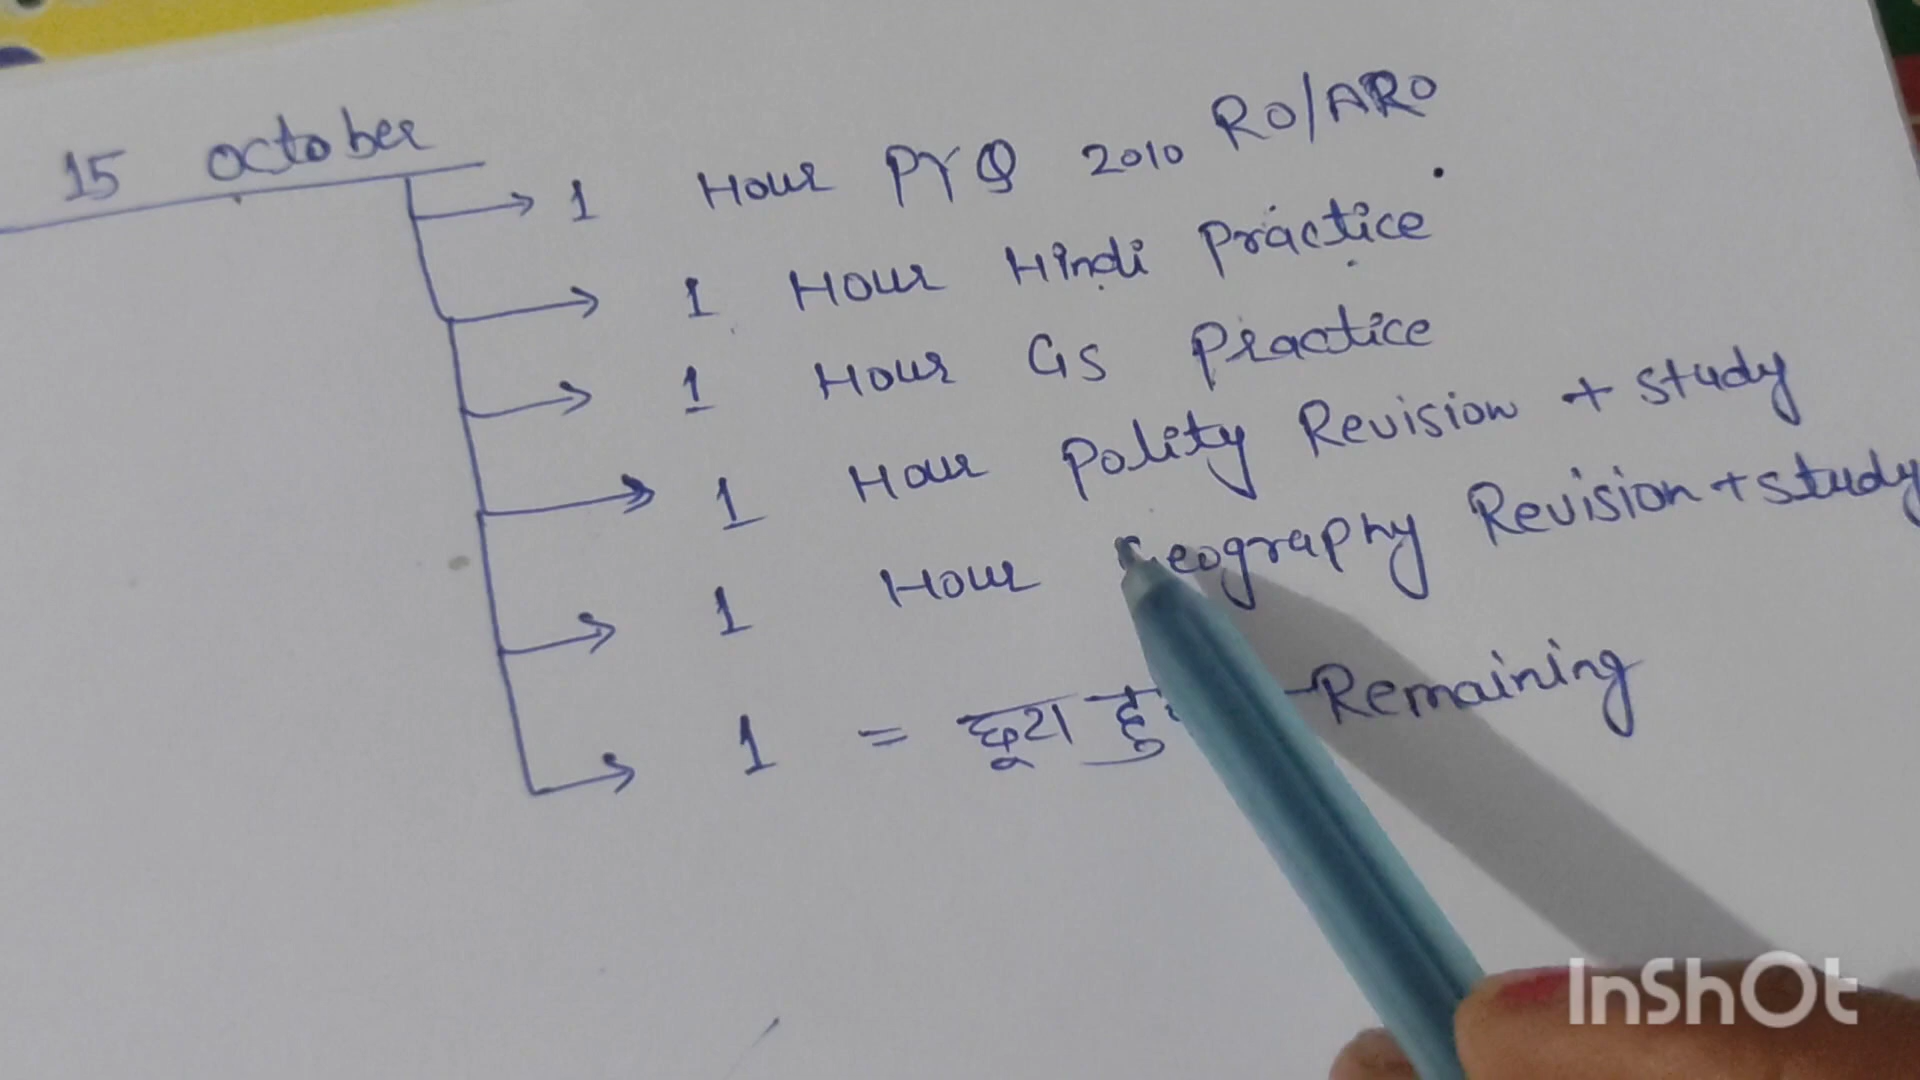 15 october
1 Hour PYQ 2010 RO/ARO
1 Hour Hindi Practice
1 Hour GS Practice
1 Hour Polity Revision + study
1 Hour Geography Revision + study
1 = छूटा Remaining
InShOt